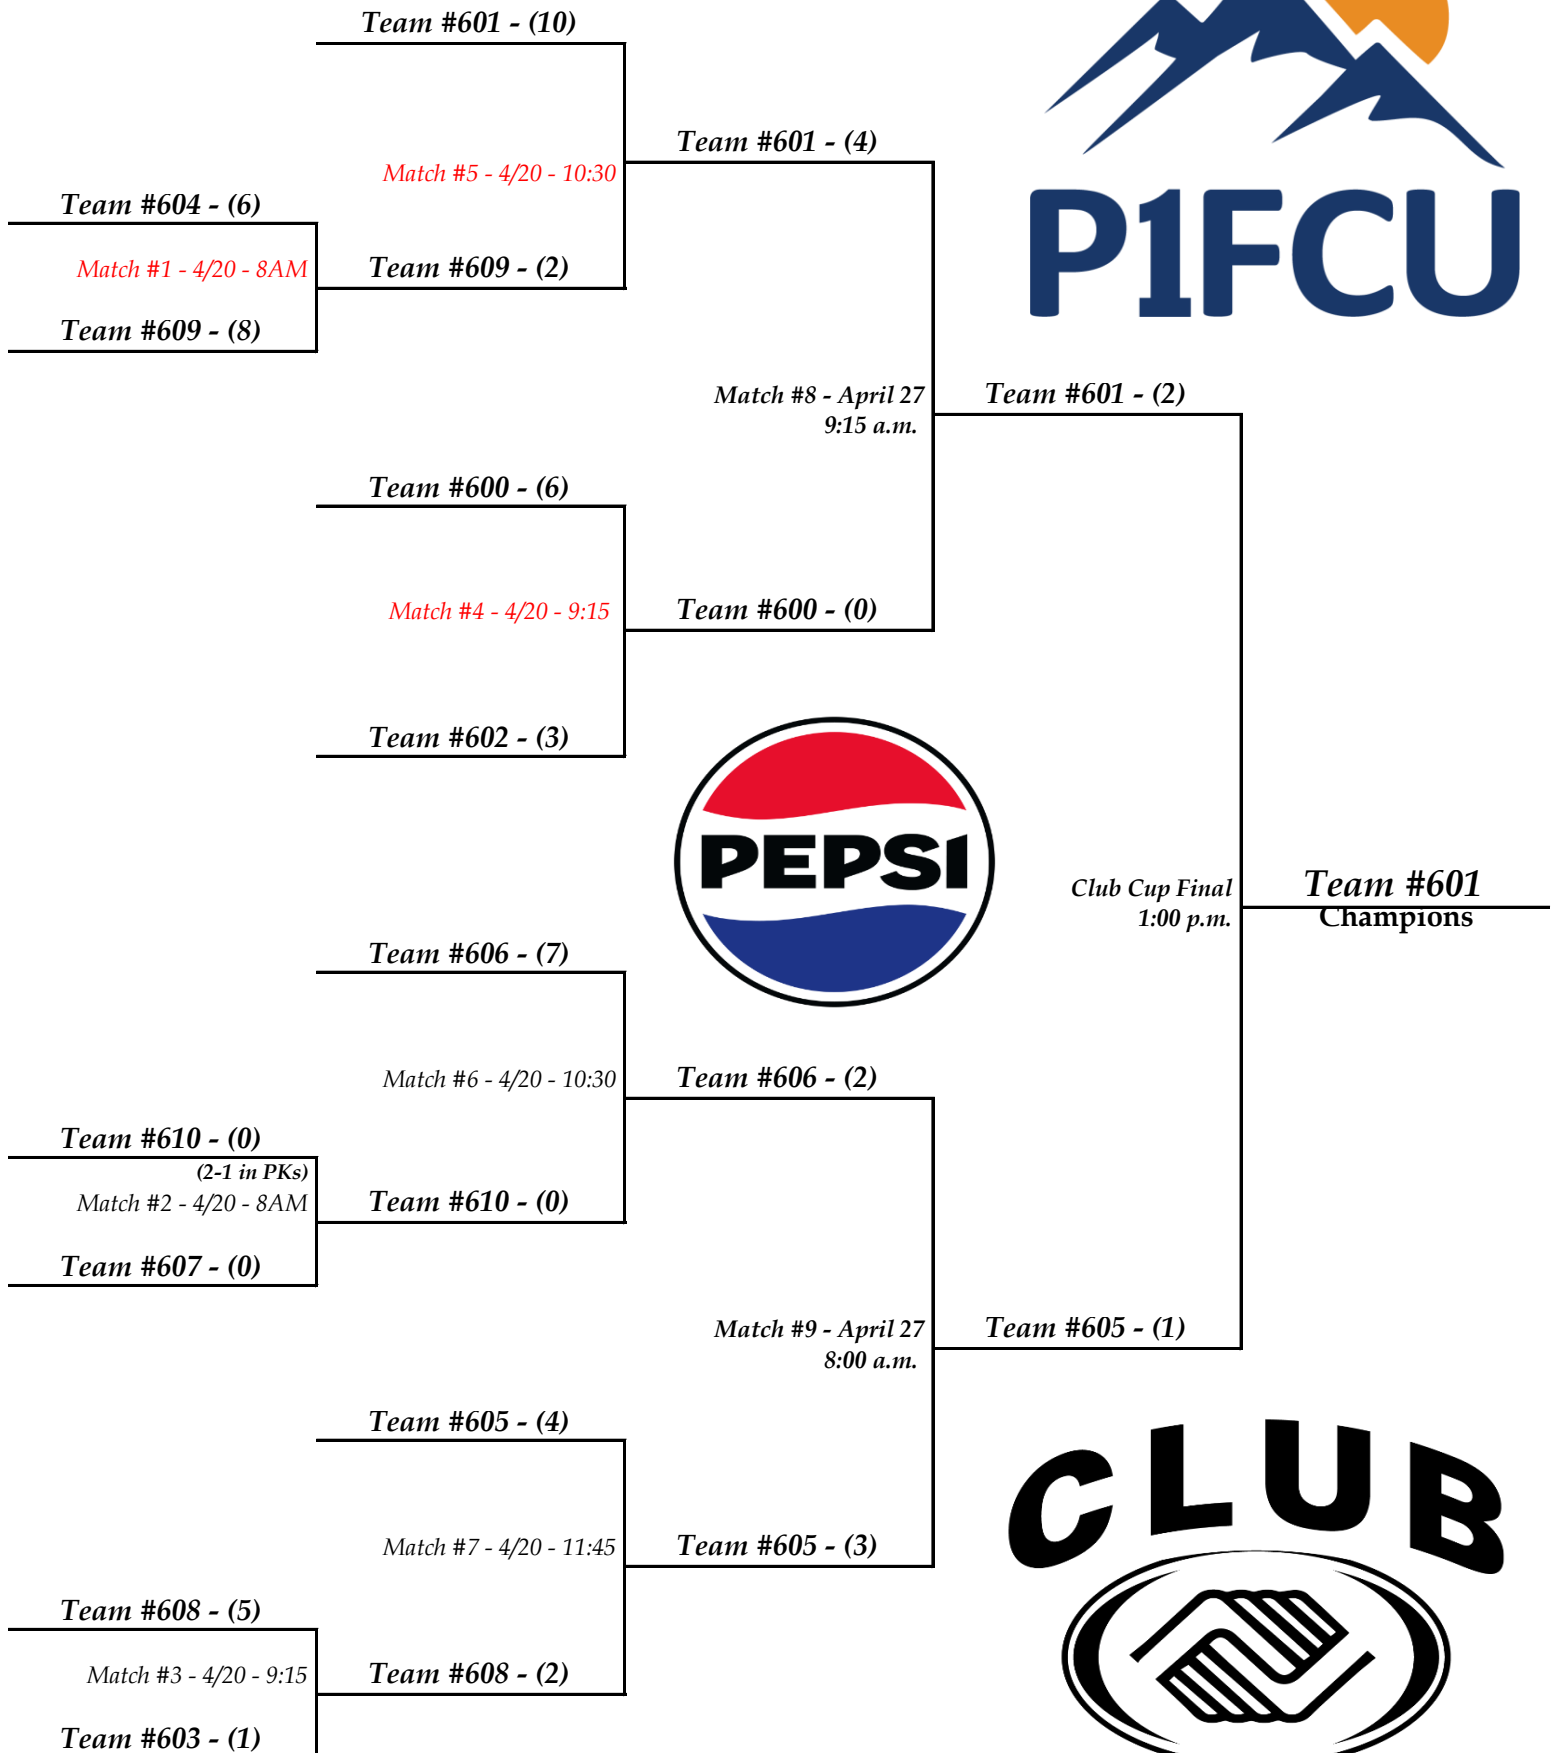 Team #601 - (10)
Team #601 - (4)
Match #5 - 4/20 - 10:30
Team #604 - (6)
Match #1 - 4/20 - 8AM
Team #609 - (2)
Team #609 - (8)
P1FCU
Match #8 - April 27
9:15 a.m.
Team #601 - (2)
Team #600 - (6)
Match #4 - 4/20 - 9:15
Team #600 - (0)
Team #602 - (3)
PEPSI
Club Cup Final
1:00 p.m.
Team #601
Champions
Team #606 - (7)
Match #6 - 4/20 - 10:30
Team #606 - (2)
Team #610 - (0)
(2-1 in PKs)
Match #2 - 4/20 - 8AM
Team #610 - (0)
Team #607 - (0)
Match #9 - April 27
8:00 a.m.
Team #605 - (1)
Team #605 - (4)
CLUB
Match #7 - 4/20 - 11:45
Team #605 - (3)
Team #608 - (5)
Match #3 - 4/20 - 9:15
Team #608 - (2)
Team #603 - (1)